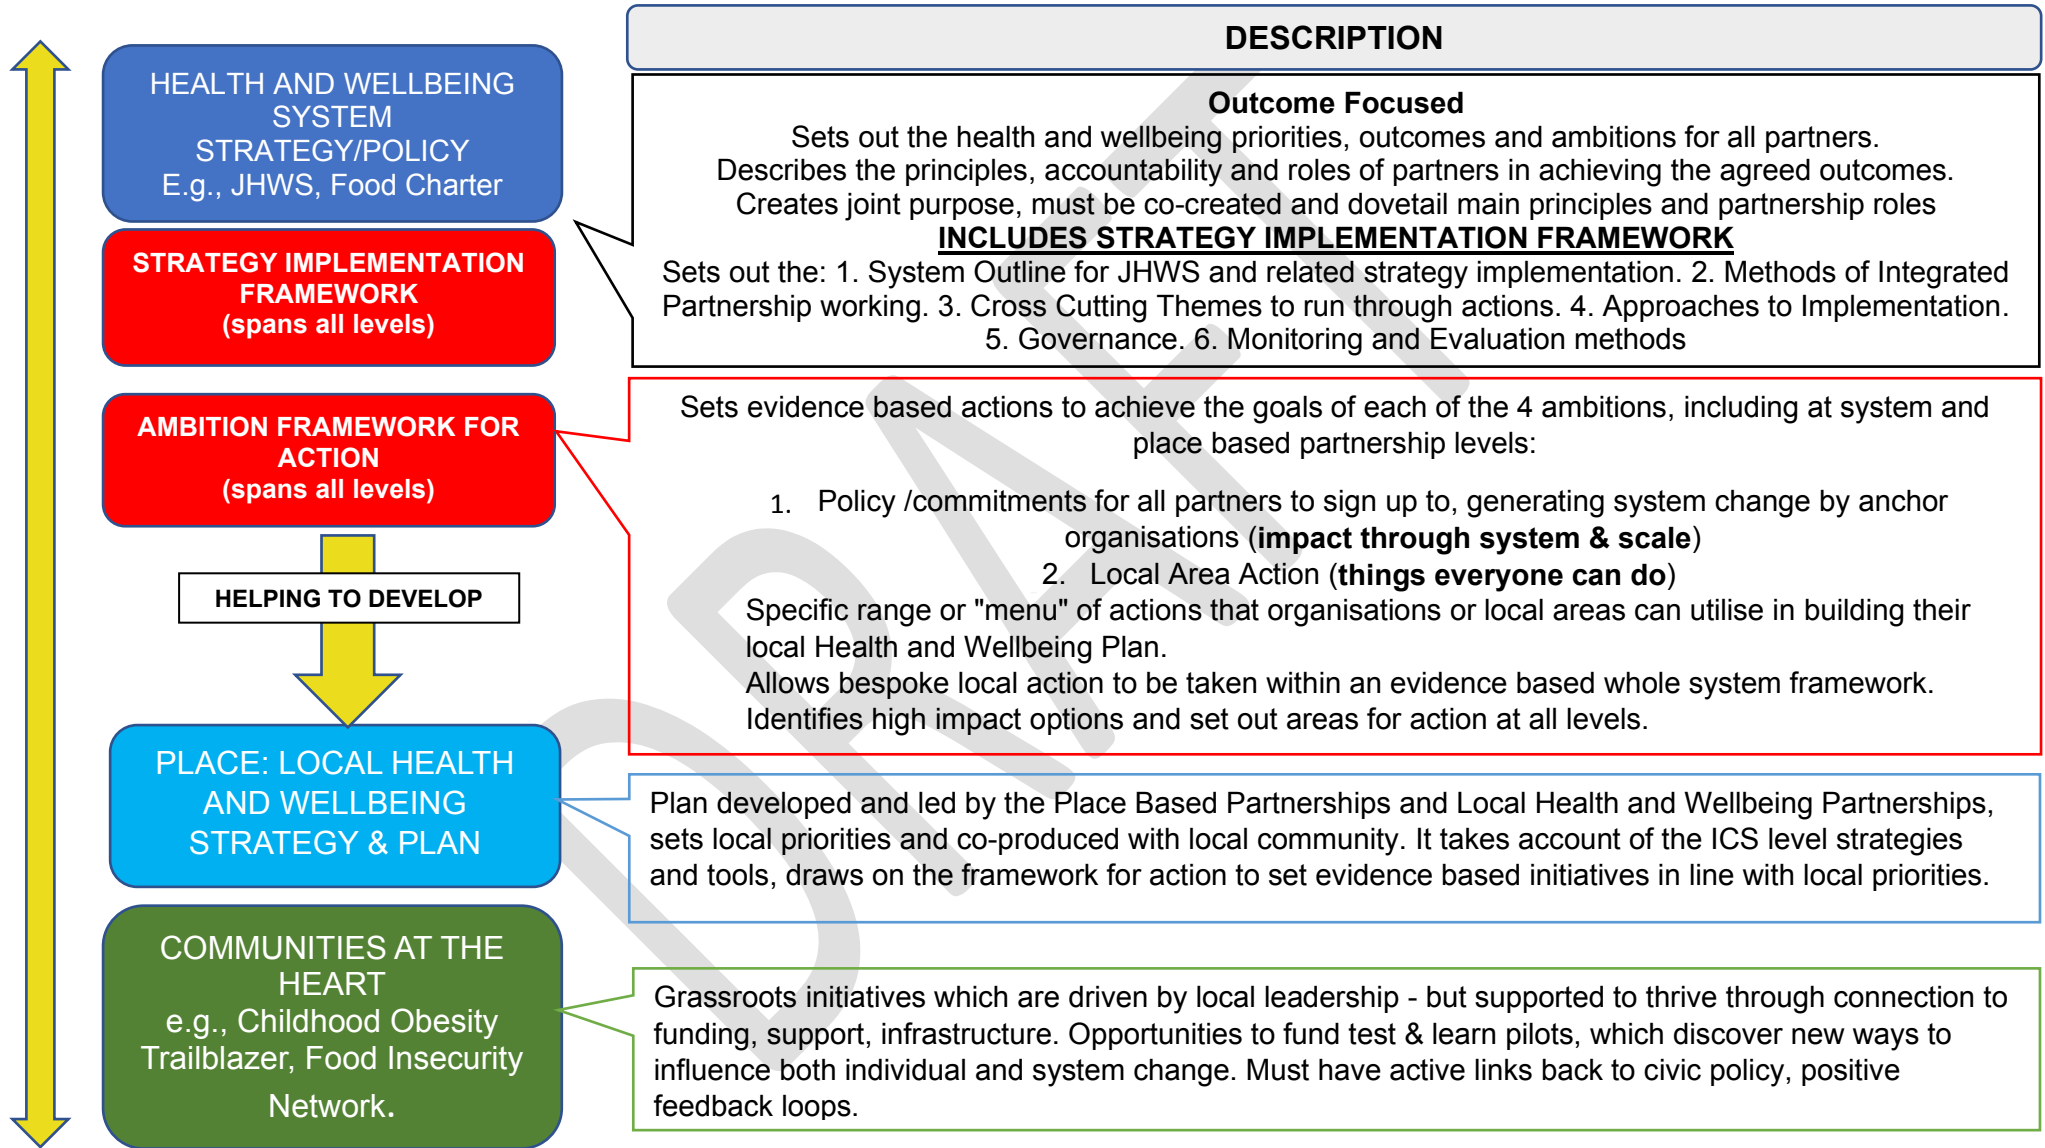 DESCRIPTION
HEALTH AND WELLBEING
SYSTEM
STRATEGY/POLICY
E.g., JHWS, Food Charter
Outcome Focused
Sets out the health and wellbeing priorities, outcomes and ambitions for all partners.
Describes the principles, accountability and roles of partners in achieving the agreed outcomes.
Creates joint purpose, must be co-created and dovetail main principles and partnership roles
INCLUDES STRATEGY IMPLEMENTATION FRAMEWORK
Sets out the: 1. System Outline for JHWS and related strategy implementation. 2. Methods of Integrated
Partnership working. 3. Cross Cutting Themes to run through actions. 4. Approaches to Implementation.
5. Governance. 6. Monitoring and Evaluation methods
STRATEGY IMPLEMENTATION
FRAMEWORK
(spans all levels)
AMBITION FRAMEWORK FOR
ACTION
(spans all levels)
Sets evidence based actions to achieve the goals of each of the 4 ambitions, including at system and
place based partnership levels:
1. Policy /commitments for all partners to sign up to, generating system change by anchor
organisations (impact through system & scale)
2. Local Area Action (things everyone can do)
Specific range or "menu" of actions that organisations or local areas can utilise in building their
local Health and Wellbeing Plan.
Allows bespoke local action to be taken within an evidence based whole system framework.
Identifies high impact options and set out areas for action at all levels.
HELPING TO DEVELOP
PLACE: LOCAL HEALTH
AND WELLBEING
STRATEGY & PLAN
Plan developed and led by the Place Based Partnerships and Local Health and Wellbeing Partnerships,
sets local priorities and co-produced with local community. It takes account of the ICS level strategies
and tools, draws on the framework for action to set evidence based initiatives in line with local priorities.
COMMUNITIES AT THE
HEART
e.g., Childhood Obesity
Trailblazer, Food Insecurity
Network.
Grassroots initiatives which are driven by local leadership - but supported to thrive through connection to
funding, support, infrastructure. Opportunities to fund test & learn pilots, which discover new ways to
influence both individual and system change. Must have active links back to civic policy, positive
feedback loops.
DRAFT